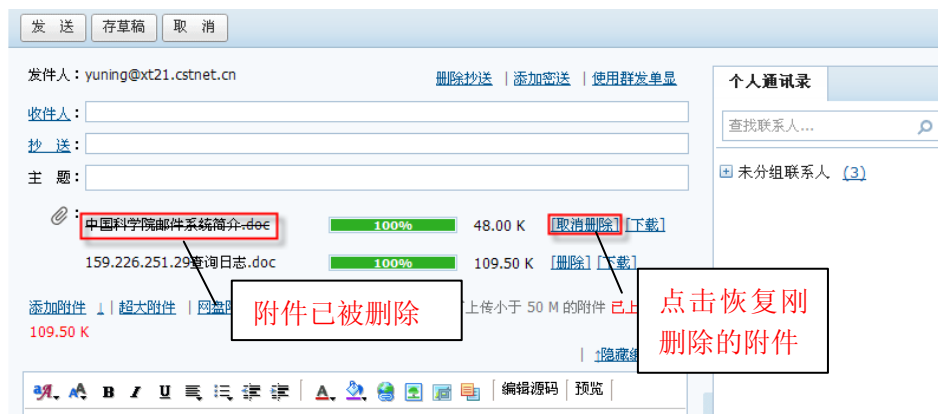 发 送 存草稿 取 消
发件人：yuning@xt21.cstnet.cn 删除抄送 | 添加密送 | 使用群发单显
个人通讯录
收件人：
查找联系人...
抄 送：
主 题：
未分组联系人 (3)
中国科学院邮件系统简介.doc 100% 48.00 K [取消删除] [下载]
159.226.251.29查询日志.doc 100% 109.50 K [删除] [下载]
添加附件 ↓ | 超大附件 | 网盘 上传小于 50 M 的附件 已上
109.50 K
附件已被删除
点击恢复刚
删除的附件
| ↑隐藏
B I U A 编辑源码 预览